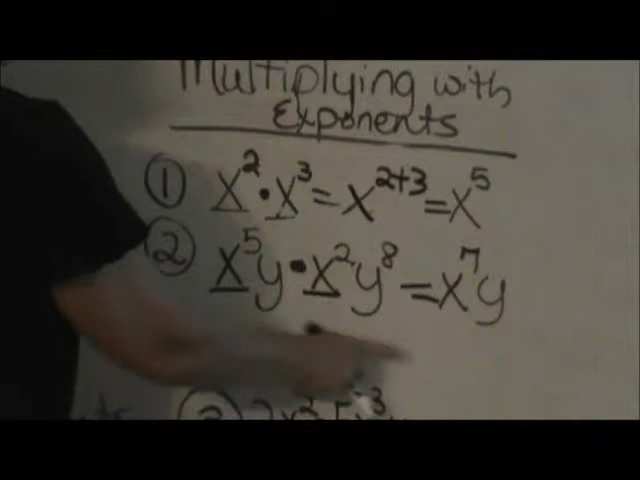 Multiplying with
Exponents
① x²·x³=x²⁺³=x⁵
② x⁵y·x²y⁸=x⁷y